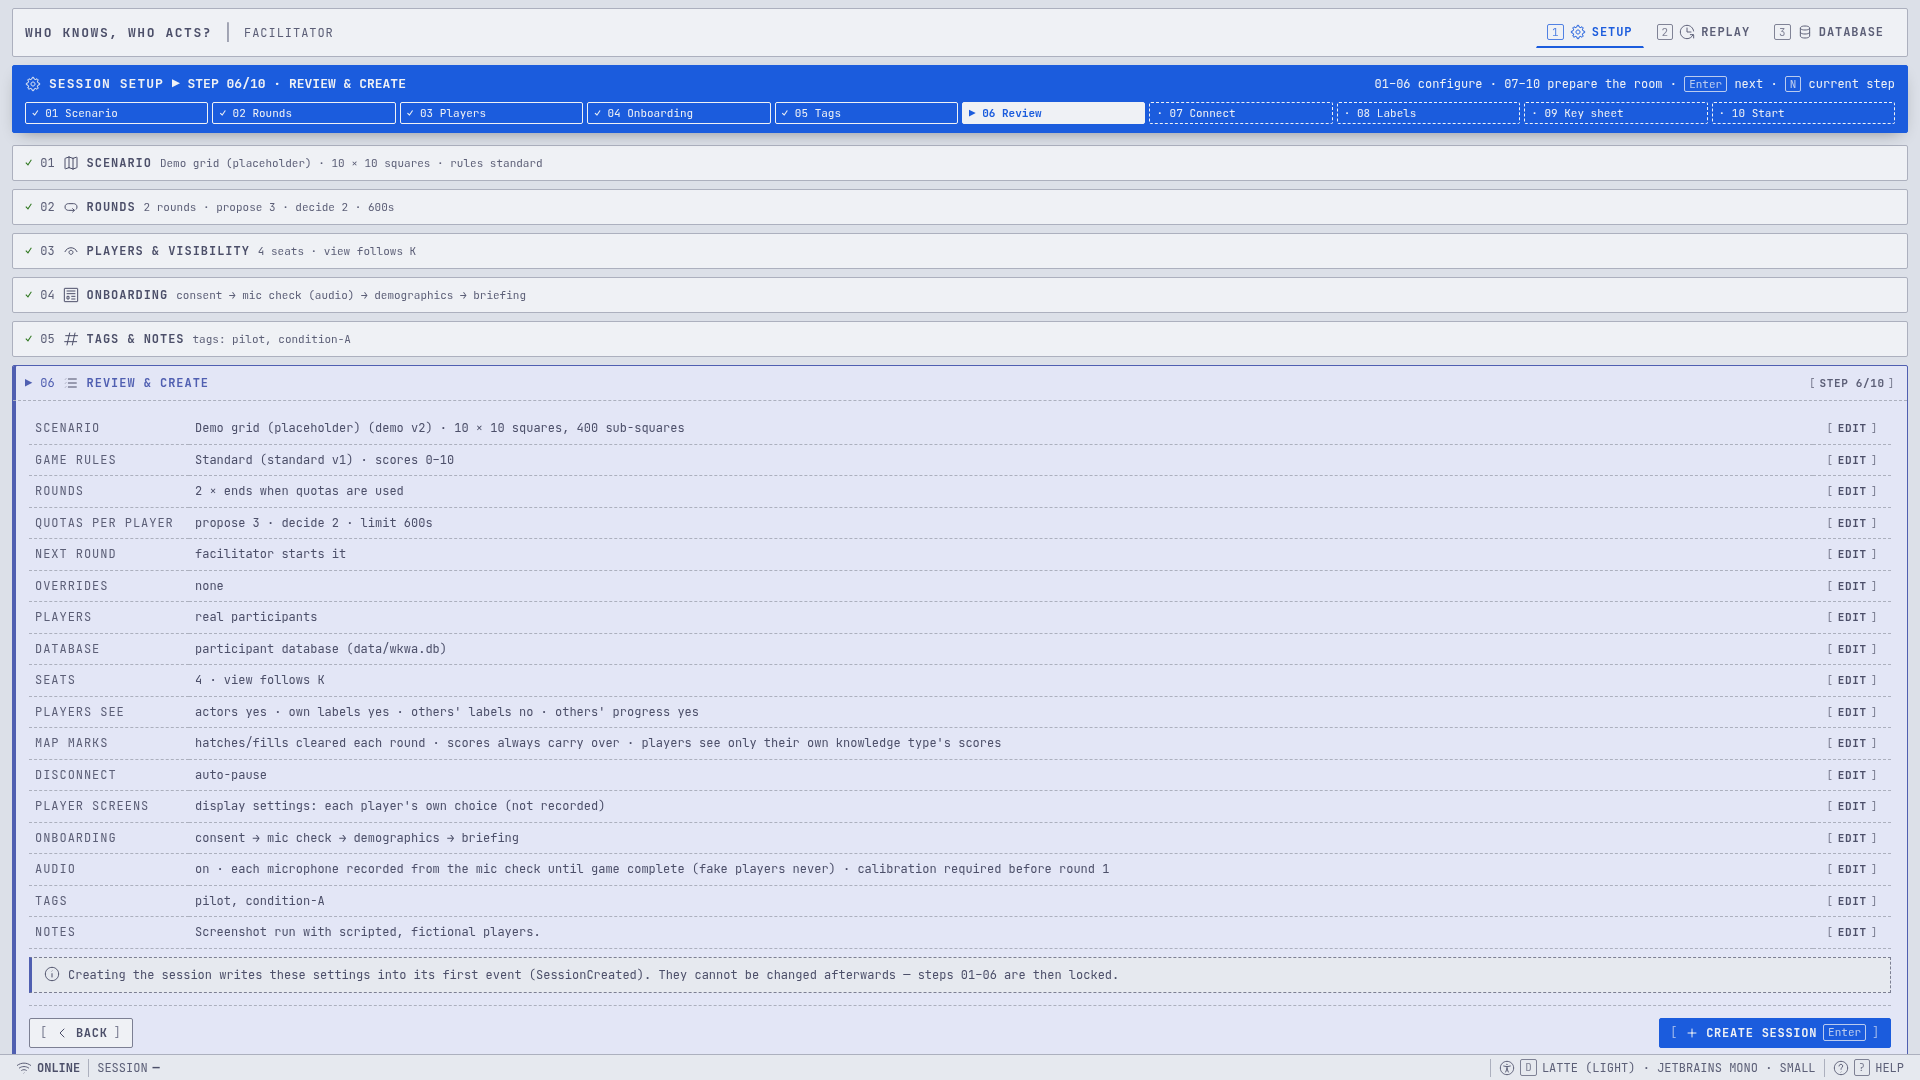 WHO KNOWS, WHO ACTS? FACILITATOR 1 SETUP 2 REPLAY 3 DATABASE
SESSION SETUP ▶ STEP 06/10 · REVIEW & CREATE 01–06 configure · 07–10 prepare the room · Enter next · N current step
✓ 01 Scenario ✓ 02 Rounds ✓ 03 Players ✓ 04 Onboarding ✓ 05 Tags ▶ 06 Review · 07 Connect · 08 Labels · 09 Key sheet · 10 Start
✓ 01 SCENARIO Demo grid (placeholder) · 10 × 10 squares · rules standard
✓ 02 ROUNDS 2 rounds · propose 3 · decide 2 · 600s
✓ 03 PLAYERS & VISIBILITY 4 seats · view follows K
✓ 04 ONBOARDING consent → mic check (audio) → demographics → briefing
✓ 05 TAGS & NOTES tags: pilot, condition-A
▶ 06 REVIEW & CREATE [ STEP 6/10 ]
SCENARIO Demo grid (placeholder) (demo v2) · 10 × 10 squares, 400 sub-squares [ EDIT ]
GAME RULES Standard (standard v1) · scores 0–10 [ EDIT ]
ROUNDS 2 × ends when quotas are used [ EDIT ]
QUOTAS PER PLAYER propose 3 · decide 2 · limit 600s [ EDIT ]
NEXT ROUND facilitator starts it [ EDIT ]
OVERRIDES none [ EDIT ]
PLAYERS real participants [ EDIT ]
DATABASE participant database (data/wkwa.db) [ EDIT ]
SEATS 4 · view follows K [ EDIT ]
PLAYERS SEE actors yes · own labels yes · others' labels no · others' progress yes [ EDIT ]
MAP MARKS hatches/fills cleared each round · scores always carry over · players see only their own knowledge type's scores [ EDIT ]
DISCONNECT auto-pause [ EDIT ]
PLAYER SCREENS display settings: each player's own choice (not recorded) [ EDIT ]
ONBOARDING consent → mic check → demographics → briefing [ EDIT ]
AUDIO on · each microphone recorded from the mic check until game complete (fake players never) · calibration required before round 1 [ EDIT ]
TAGS pilot, condition-A [ EDIT ]
NOTES Screenshot run with scripted, fictional players. [ EDIT ]
Creating the session writes these settings into its first event (SessionCreated). They cannot be changed afterwards — steps 01–06 are then locked.
[ < BACK ] [ + CREATE SESSION Enter ]
ONLINE SESSION — D LATTE (LIGHT) · JETBRAINS MONO · SMALL ? HELP